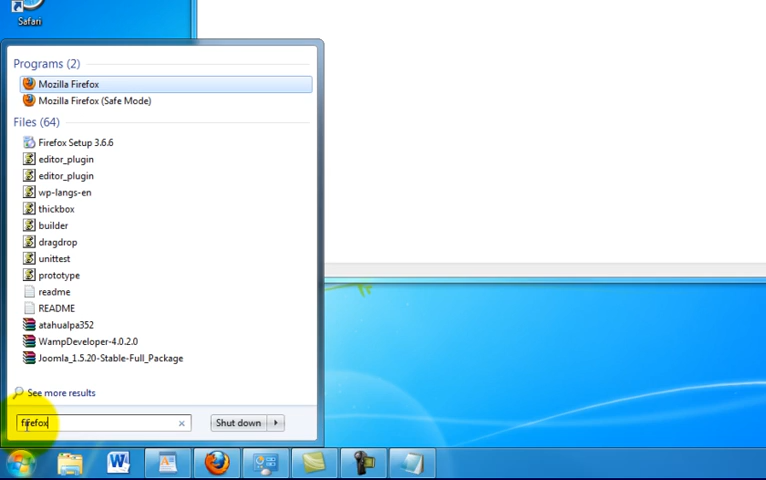 Safari
Programs (2)
Mozilla Firefox
Mozilla Firefox (Safe Mode)
Files (64)
Firefox Setup 3.6.6
editor_plugin
editor_plugin
wp-langs-en
thickbox
builder
dragdrop
unittest
prototype
readme
README
atahualpa352
WampDeveloper-4.0.2.0
Joomla_1.5.20-Stable-Full_Package
See more results
firefox
Shut down